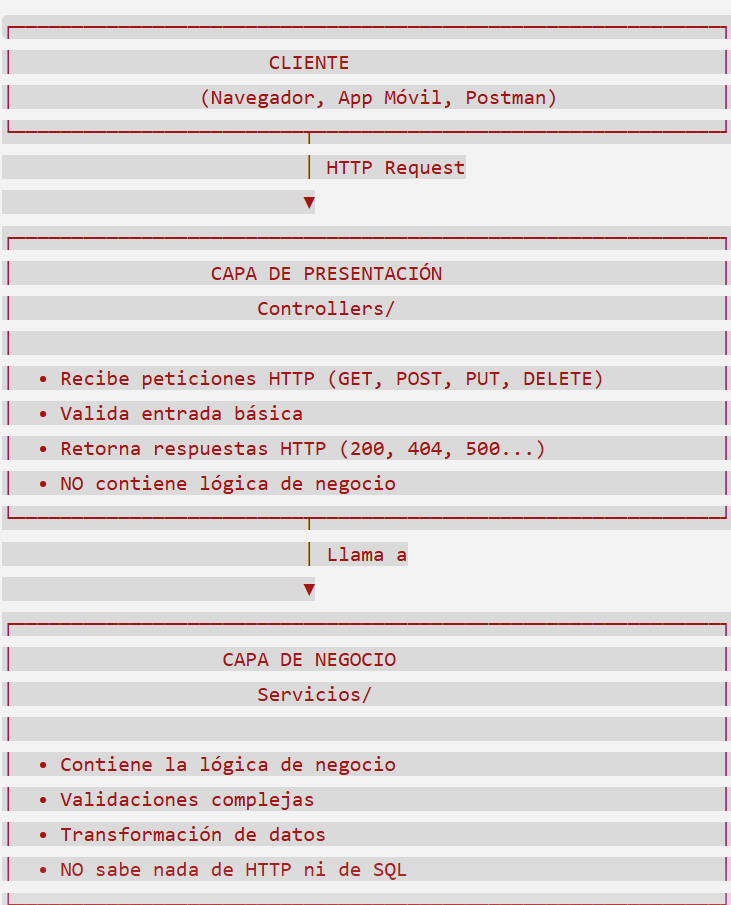 CLIENTE
(Navegador, App Móvil, Postman)
│ HTTP Request
▼
CAPA DE PRESENTACIÓN
Controllers/
• Recibe peticiones HTTP (GET, POST, PUT, DELETE)
• Valida entrada básica
• Retorna respuestas HTTP (200, 404, 500...)
• NO contiene lógica de negocio
│ Llama a
▼
CAPA DE NEGOCIO
Servicios/
• Contiene la lógica de negocio
• Validaciones complejas
• Transformación de datos
• NO sabe nada de HTTP ni de SQL